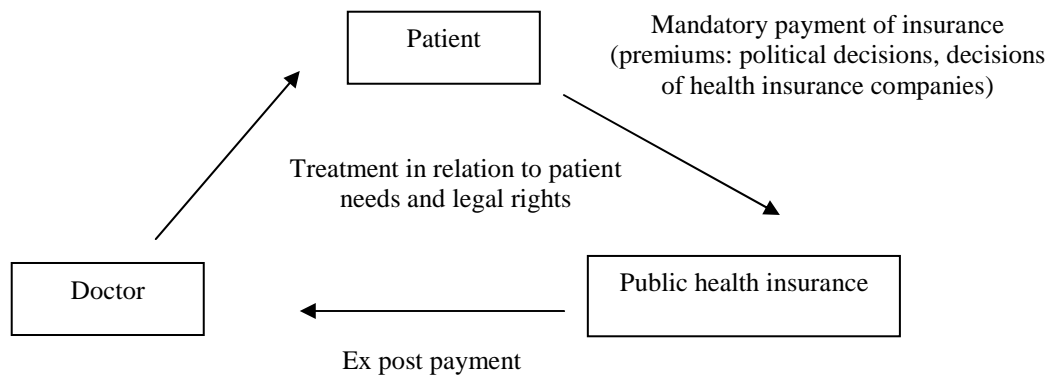 Patient
Mandatory payment of insurance
(premiums: political decisions, decisions
of health insurance companies)
Treatment in relation to patient
needs and legal rights
Doctor
Public health insurance
Ex post payment